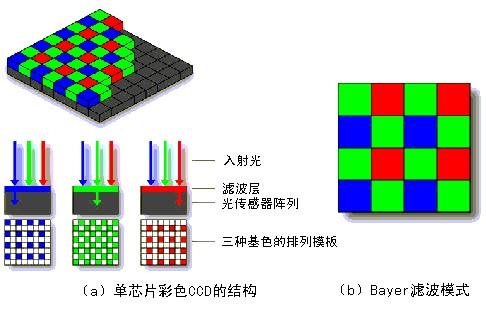 入射光
滤波层
光传感器阵列
三种基色的排列模板
（a）单芯片彩色CCD的结构
（b）Bayer滤波模式